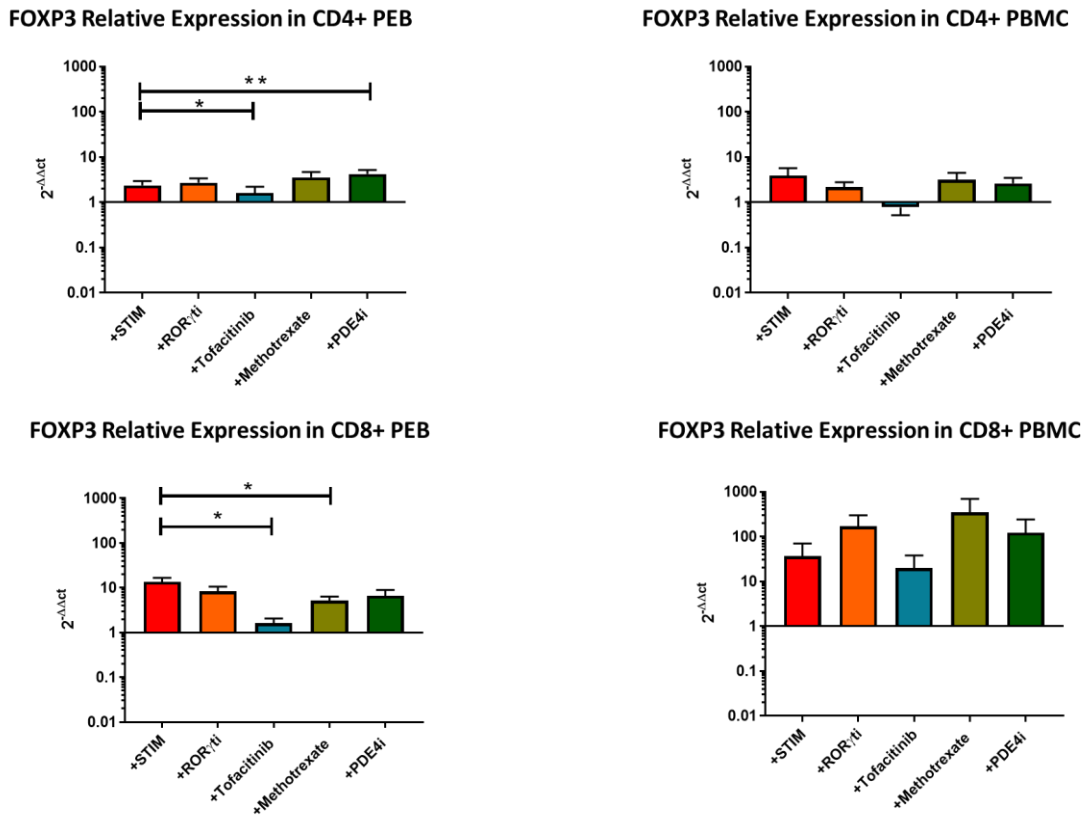 FOXP3 Relative Expression in CD4+ PEB
1000
100
10
1
0.1
0.01
2-ΔΔct
* *
*
+STIM
+RORγti
+Tofacitinib
+Methotrexate
+PDE4i
FOXP3 Relative Expression in CD4+ PBMC
1000
100
10
1
0.1
0.01
2-ΔΔct
+STIM
+RORγti
+Tofacitinib
+Methotrexate
+PDE4i
FOXP3 Relative Expression in CD8+ PEB
1000
100
10
1
0.1
0.01
2-ΔΔct
*
*
+STIM
+RORγti
+Tofacitinib
+Methotrexate
+PDE4i
FOXP3 Relative Expression in CD8+ PBMC
1000
100
10
1
0.1
0.01
2-ΔΔct
+STIM
+RORγti
+Tofacitinib
+Methotrexate
+PDE4i